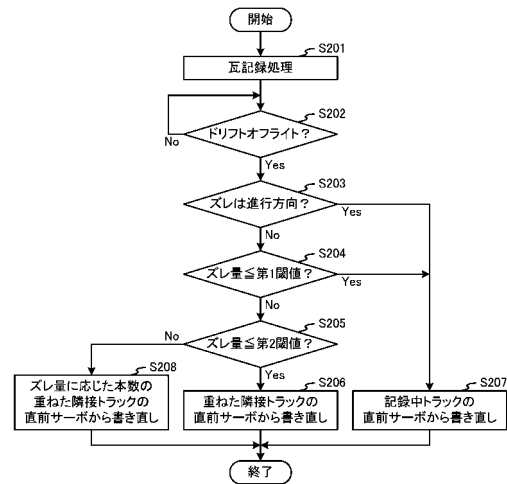 開始
S201
瓦記録処理
S202
ドリフトオフライト？
No
Yes
S203
ズレは進行方向？
Yes
No
S204
ズレ量≦第1閾値？
Yes
No
S205
ズレ量≦第2閾値？
No
Yes
S208
ズレ量に応じた本数の
重ねた隣接トラックの
直前サーボから書き直し
S206
重ねた隣接トラックの
直前サーボから書き直し
S207
記録中トラックの
直前サーボから書き直し
終了